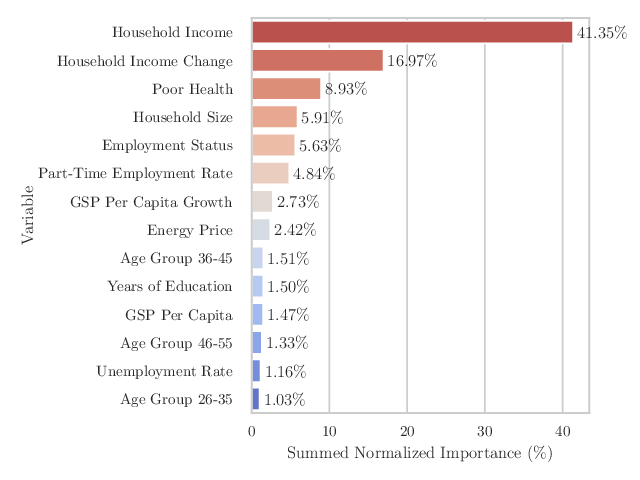 Household Income 41.35%
Household Income Change 16.97%
Poor Health 8.93%
Household Size 5.91%
Employment Status 5.63%
Part-Time Employment Rate 4.84%
GSP Per Capita Growth 2.73%
Energy Price 2.42%
Age Group 36-45 1.51%
Years of Education 1.50%
GSP Per Capita 1.47%
Age Group 46-55 1.33%
Unemployment Rate 1.16%
Age Group 26-35 1.03%
Variable
0 10 20 30 40
Summed Normalized Importance (%)